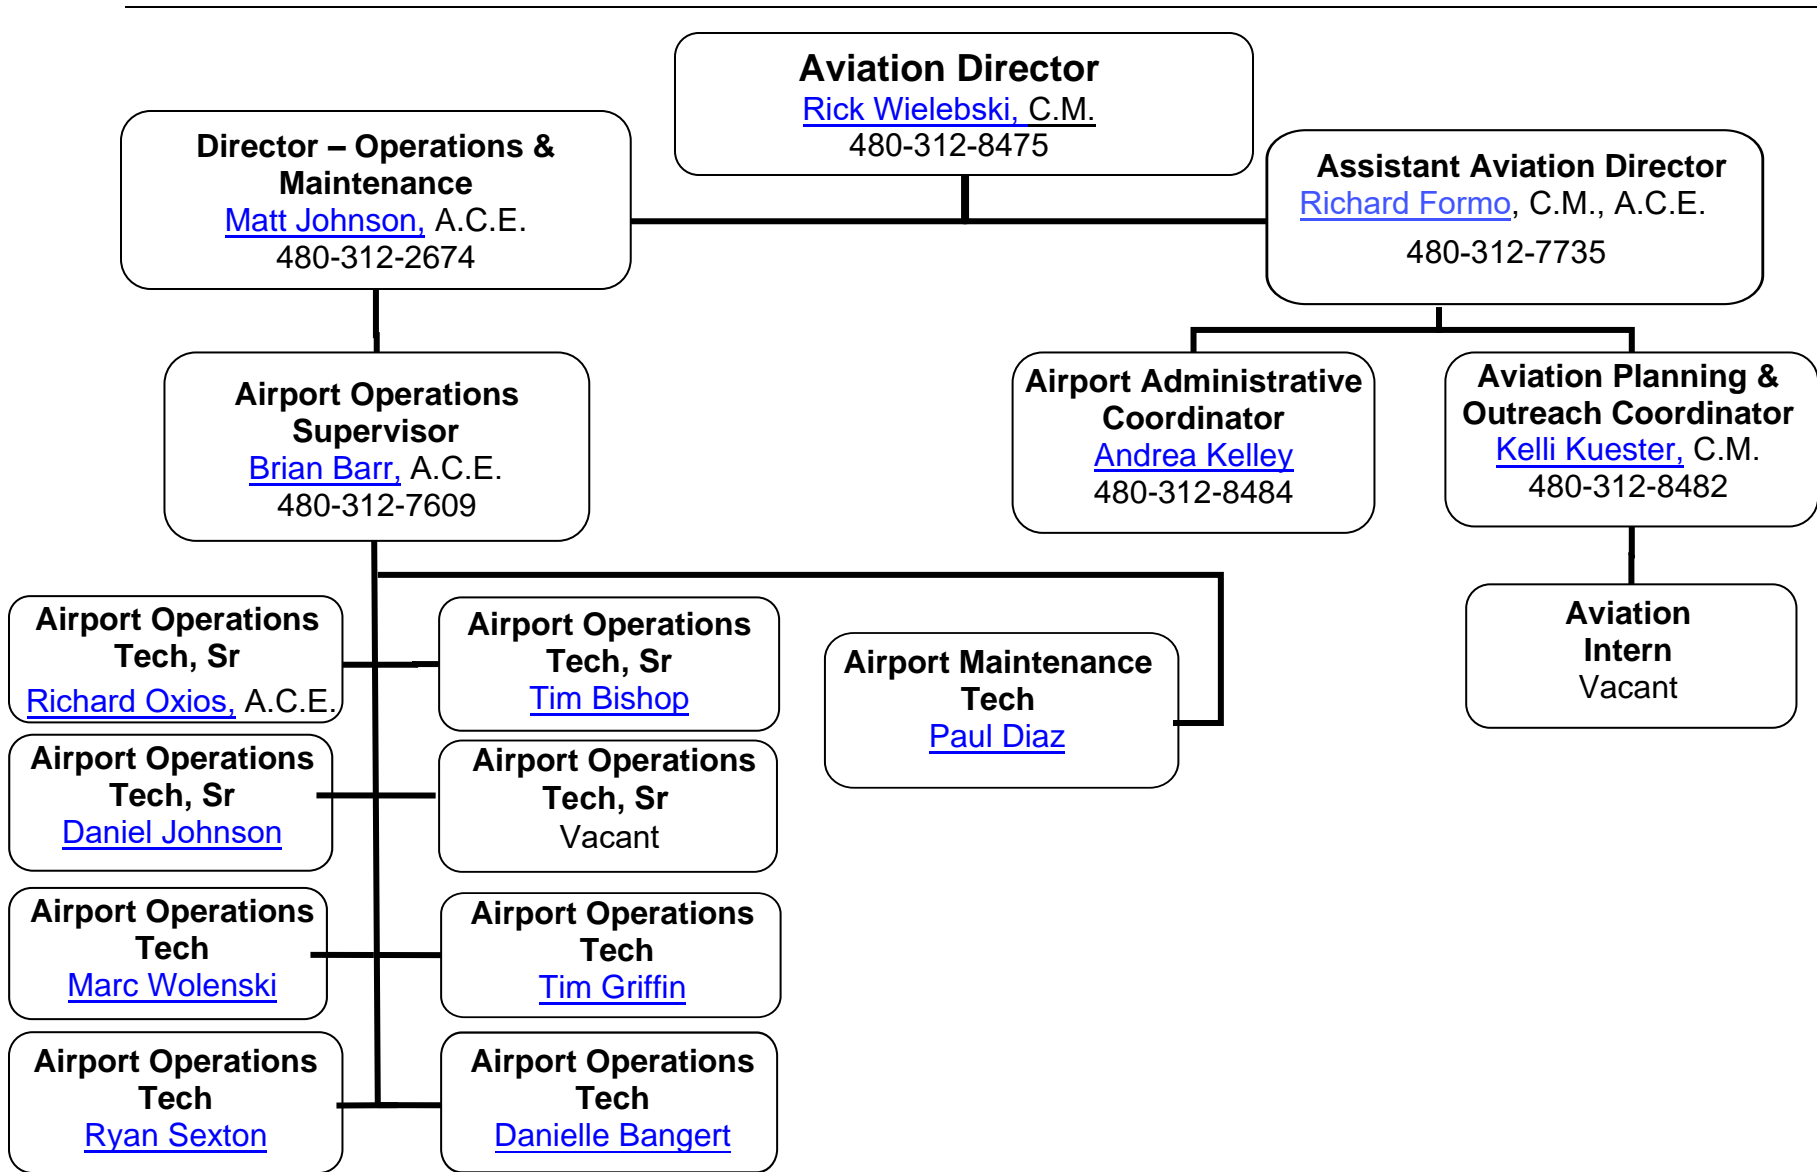 Aviation Director
Rick Wielebski, C.M.
480-312-8475
Director – Operations &
Maintenance
Matt Johnson, A.C.E.
480-312-2674
Assistant Aviation Director
Richard Formo, C.M., A.C.E.
480-312-7735
Airport Operations
Supervisor
Brian Barr, A.C.E.
480-312-7609
Airport Administrative
Coordinator
Andrea Kelley
480-312-8484
Aviation Planning &
Outreach Coordinator
Kelli Kuester, C.M.
480-312-8482
Airport Operations
Tech, Sr
Richard Oxios, A.C.E.
Airport Operations
Tech, Sr
Tim Bishop
Airport Maintenance
Tech
Paul Diaz
Aviation
Intern
Vacant
Airport Operations
Tech, Sr
Daniel Johnson
Airport Operations
Tech, Sr
Vacant
Airport Operations
Tech
Marc Wolenski
Airport Operations
Tech
Tim Griffin
Airport Operations
Tech
Ryan Sexton
Airport Operations
Tech
Danielle Bangert